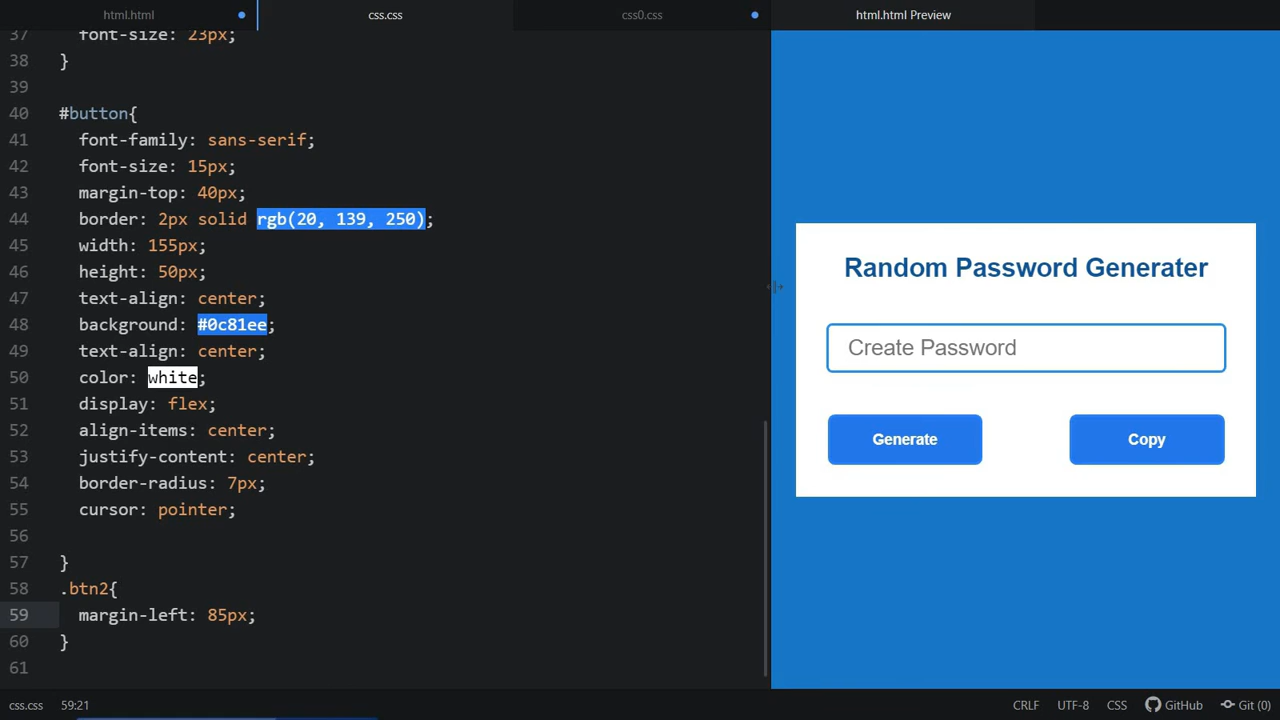 html.html
css.css
css0.css
html.html Preview
37 font-size: 23px;
38 }
39
40 #button{
41 font-family: sans-serif;
42 font-size: 15px;
43 margin-top: 40px;
44 border: 2px solid rgb(20, 139, 250);
45 width: 155px;
46 height: 50px;
47 text-align: center;
48 background: #0c81ee;
49 text-align: center;
50 color: white;
51 display: flex;
52 align-items: center;
53 justify-content: center;
54 border-radius: 7px;
55 cursor: pointer;
56
57 }
58 .btn2{
59 margin-left: 85px;
60 }
61
Random Password Generater
Create Password
Generate
Copy
css.css 59:21
CRLF UTF-8 CSS GitHub Git (0)